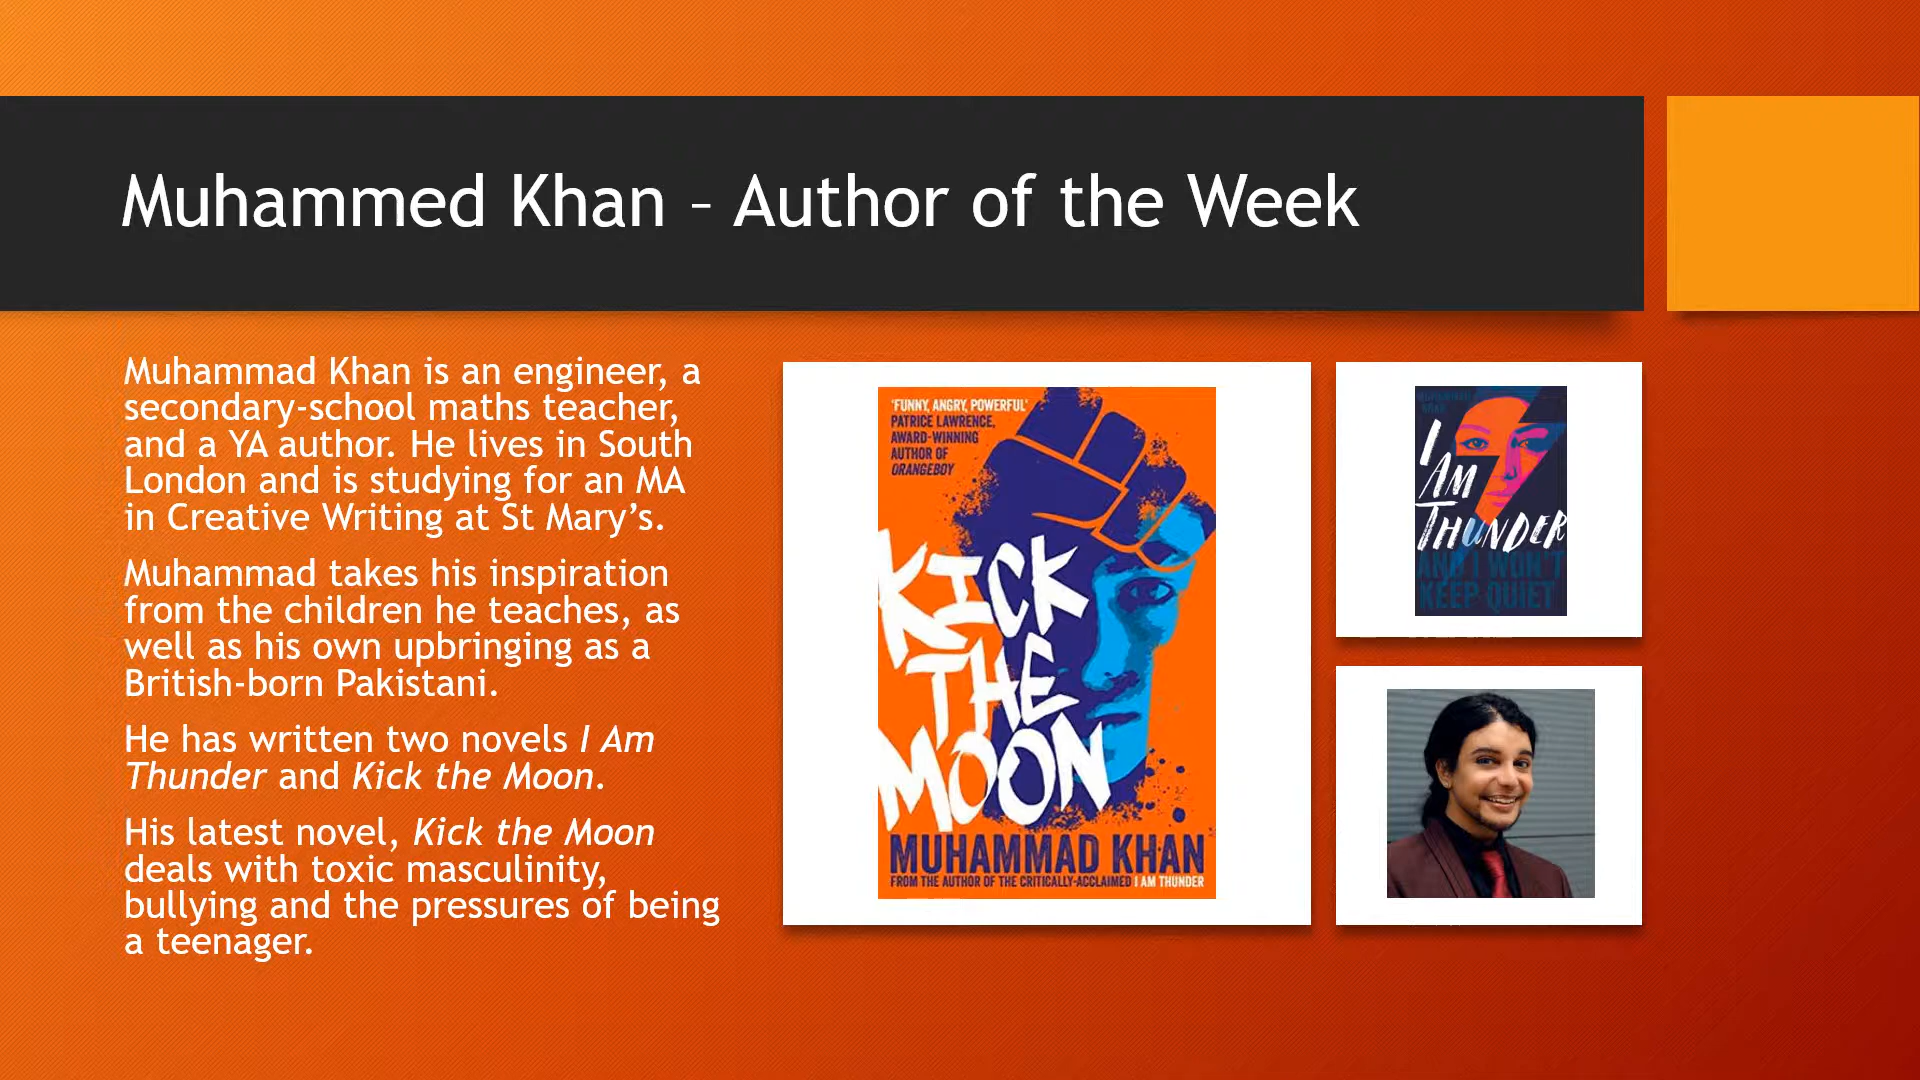 Muhammed Khan – Author of the Week
Muhammad Khan is an engineer, a
secondary-school maths teacher,
and a YA author. He lives in South
London and is studying for an MA
in Creative Writing at St Mary’s.
Muhammad takes his inspiration
from the children he teaches, as
well as his own upbringing as a
British-born Pakistani.
He has written two novels I Am
Thunder and Kick the Moon.
His latest novel, Kick the Moon
deals with toxic masculinity,
bullying and the pressures of being
a teenager.
‘FUNNY, ANGRY, POWERFUL’
PATRICE LAWRENCE,
AWARD-WINNING
AUTHOR OF
ORANGEBOY
KICK
THE
MOON
MUHAMMAD KHAN
FROM THE AUTHOR OF THE CRITICALLY-ACCLAIMED I AM THUNDER
I
AM
THUNDER
AND I WON'T
KEEP QUIET